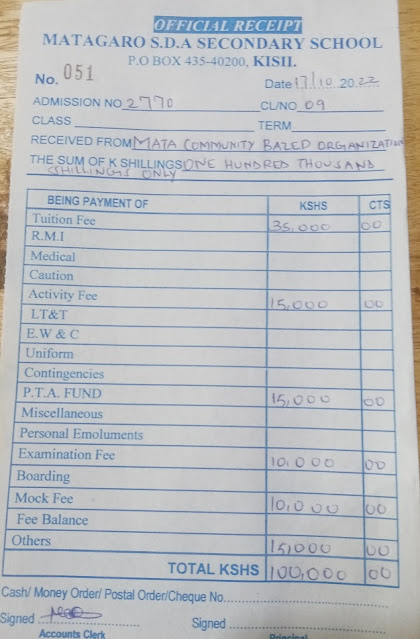 OFFICIAL RECEIPT
MATAGARO S.D.A SECONDARY SCHOOL
P.O BOX 435-40200, KISII.
No. 051
Date 17/10 2022
ADMISSION NO 2770 CL/NO 09
CLASS TERM
RECEIVED FROM MATA COMMUNITY BAZED ORGANIZATION
THE SUM OF K SHILLINGS ONE HUNDRED THOUSAND
SHILLINGS ONLY
BEING PAYMENT OF KSHS CTS
Tuition Fee 35,000 00
R.M.I
Medical
Caution
Activity Fee 15,000 00
LT&T
E.W & C
Uniform
Contingencies
P.T.A. FUND 15,000 00
Miscellaneous
Personal Emoluments
Examination Fee 10,000 00
Boarding
Mock Fee 10,000 00
Fee Balance
Others 15,000 00
TOTAL KSHS 100,000 00
Cash/ Money Order/ Postal Order/Cheque No.
Signed Signed
Accounts Clerk Principal